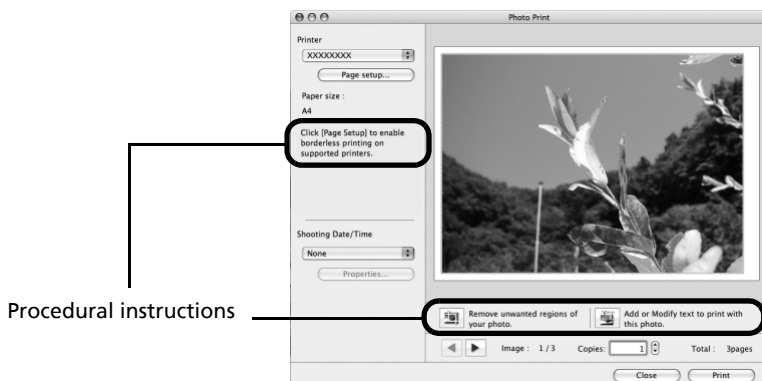 Photo Print
Printer
XXXXXXXX
Page setup...
Paper size :
A4
Click [Page Setup] to enable
borderless printing on
supported printers.
Shooting Date/Time
None
Properties...
Procedural instructions
Remove unwanted regions of
your photo.
Add or Modify text to print with
this photo.
Image : 1 / 3
Copies: 1
Total : 3pages
Close
Print